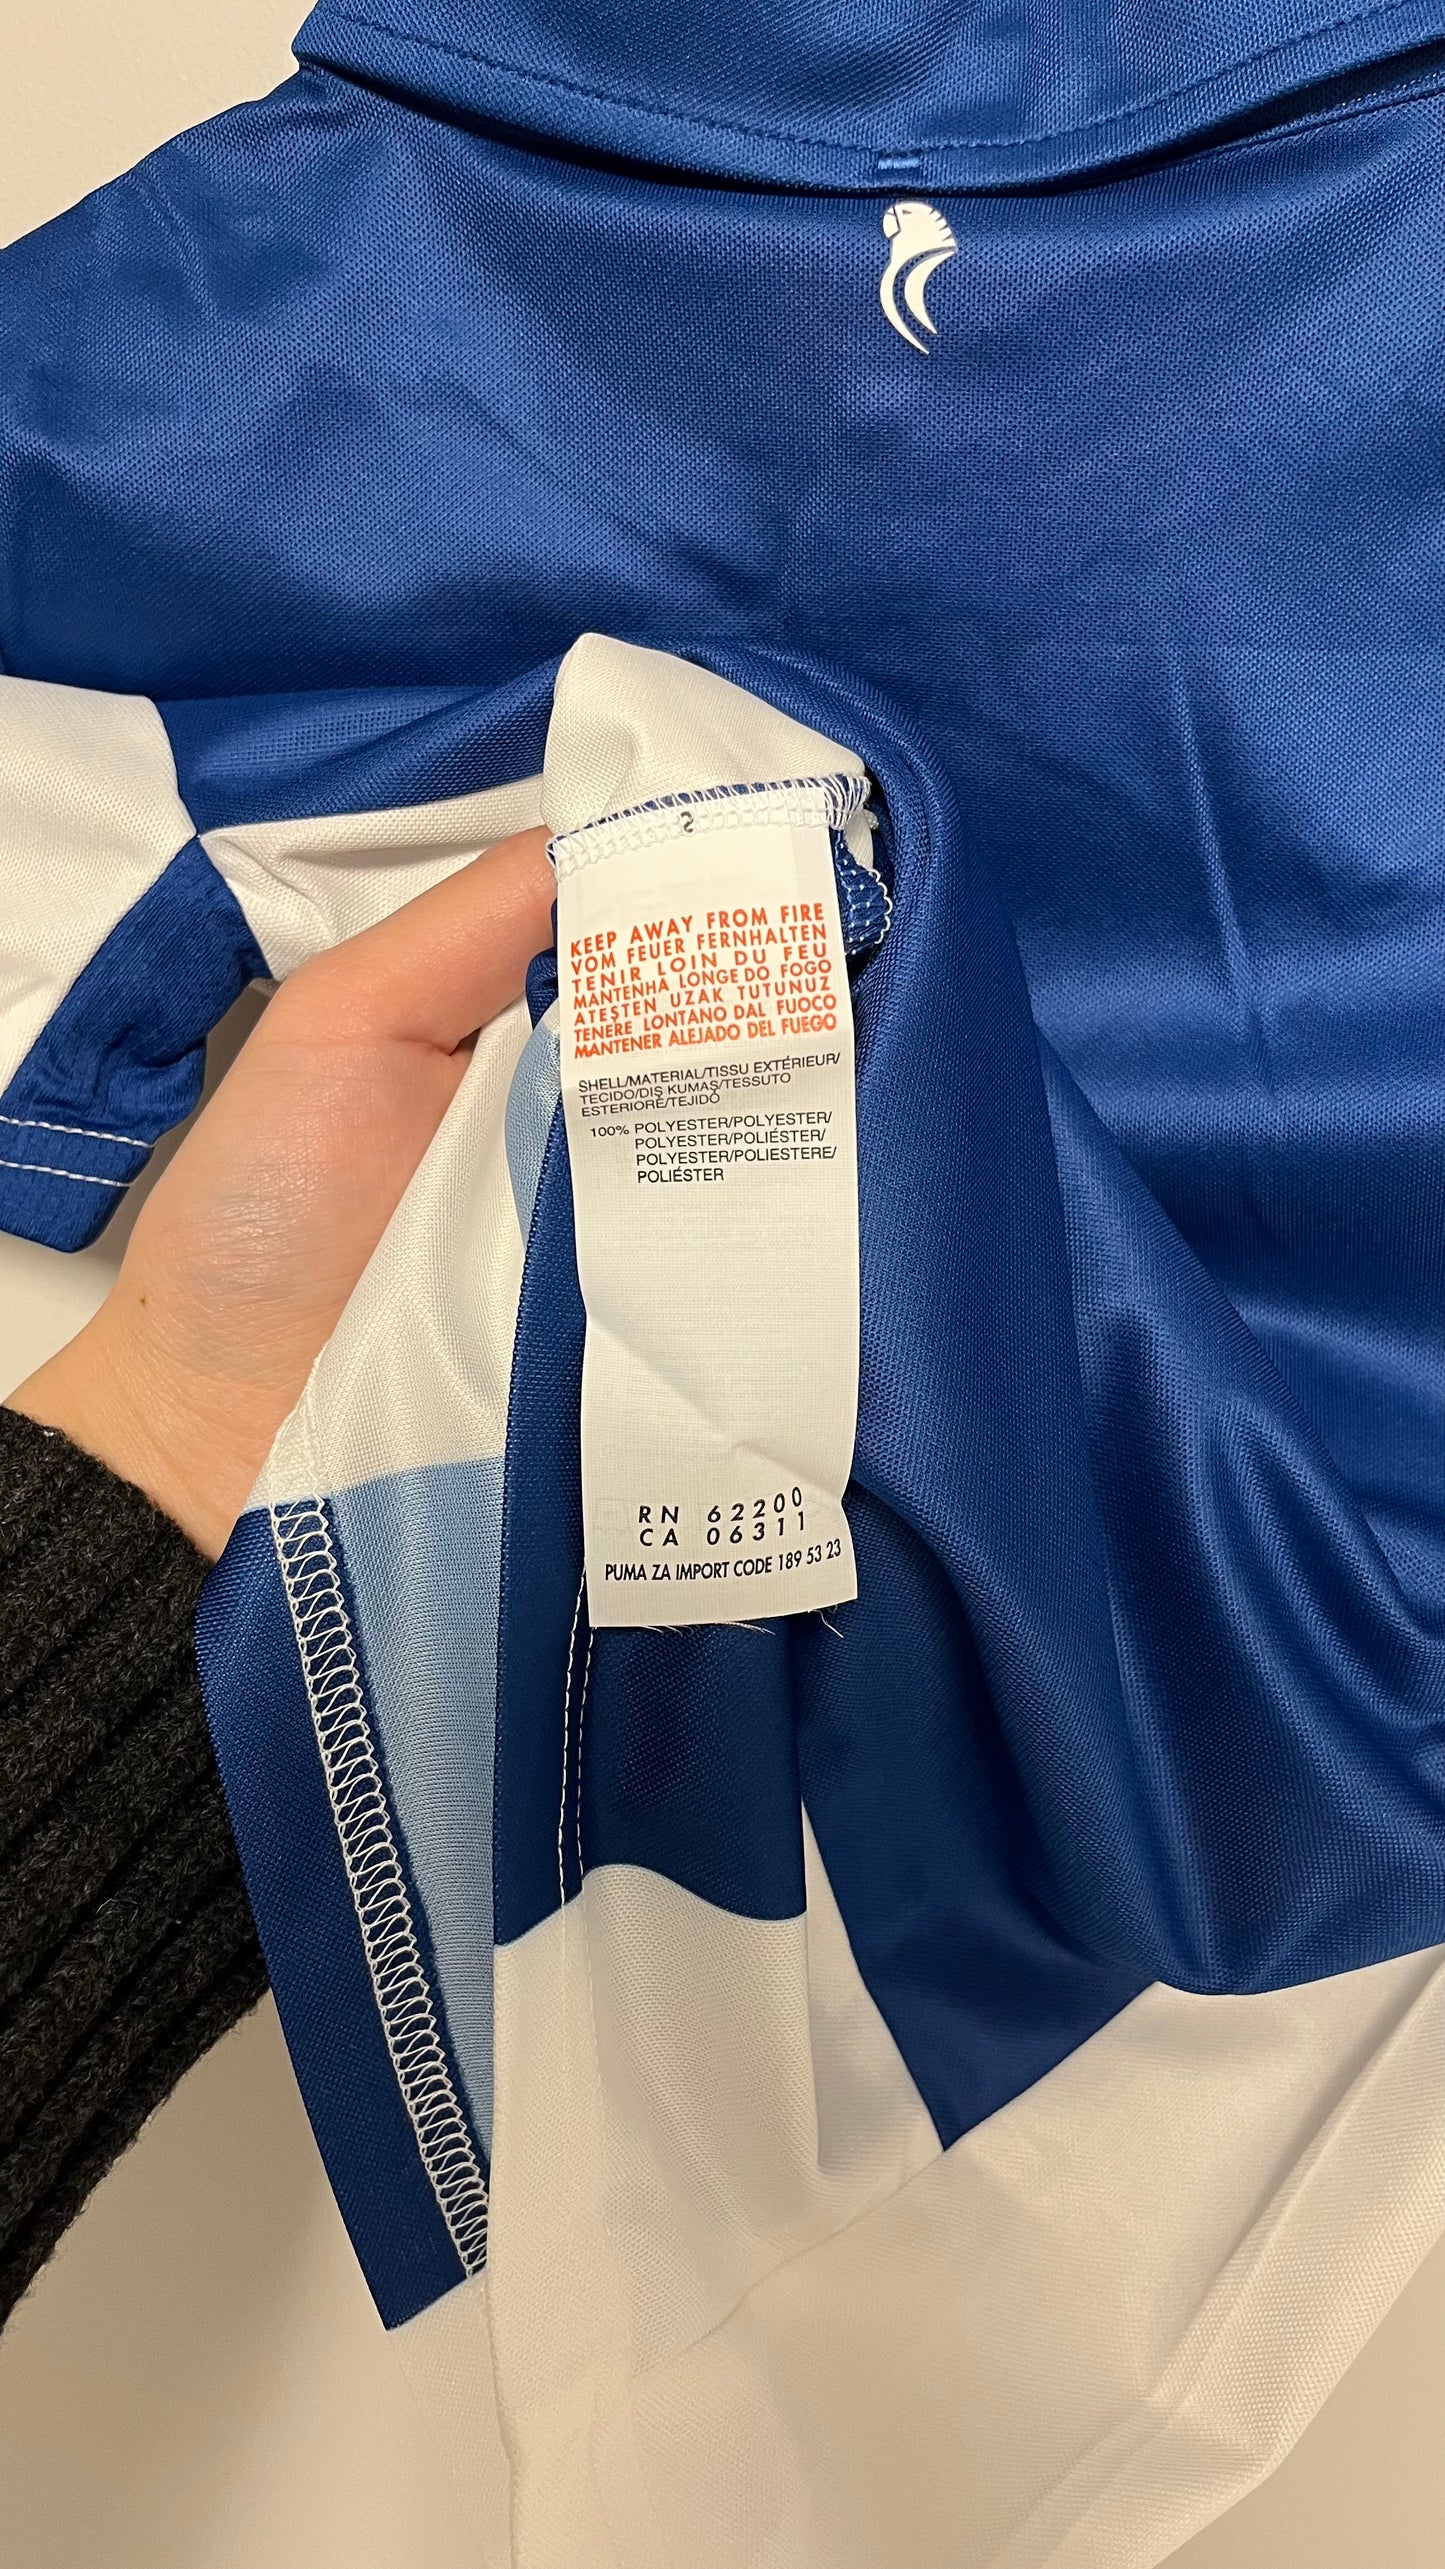 S
KEEP AWAY FROM FIRE
VOM FEUER FERNHALTEN
TENIR LOIN DU FEU
MANTENHA LONGE DO FOGO
ATEŞTEN UZAK TUTUNUZ
TENERE LONTANO DAL FUOCO
MANTENER ALEJADO DEL FUEGO
SHELL/MATERIAL/TISSU EXTÉRIEUR/
TECIDO/DIŞ KUMAŞ/TESSUTO
ESTERIORE/TEJIDO
100% POLYESTER/POLYESTER/
POLYESTER/POLIÉSTER/
POLYESTER/POLIESTERE/
POLIÉSTER
RN 62200
CA 06311
PUMA ZA IMPORT CODE 189 53 23